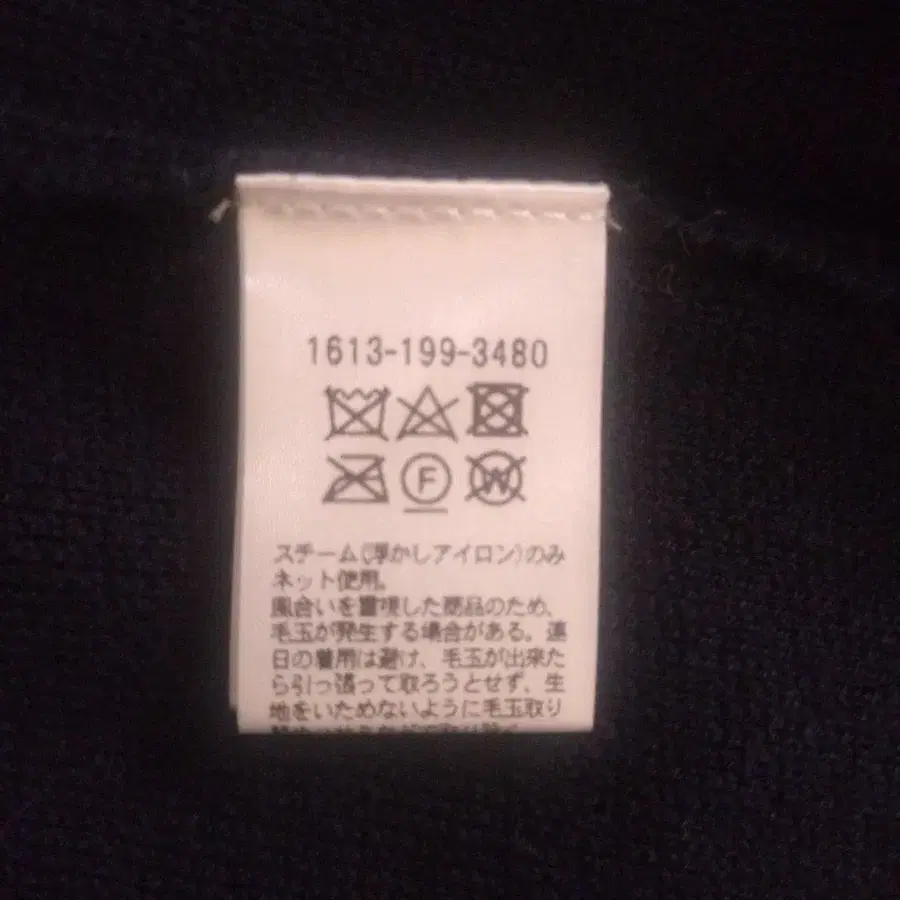 1613-199-3480
F
W
スチーム(浮かしアイロン)のみ
ネット使用。
風合いを重視した商品のため、
毛玉が発生する場合がある。連
日の着用は避け、毛玉が出来た
ら引っ張って取ろうとせず、生
地をいためないように毛玉取り